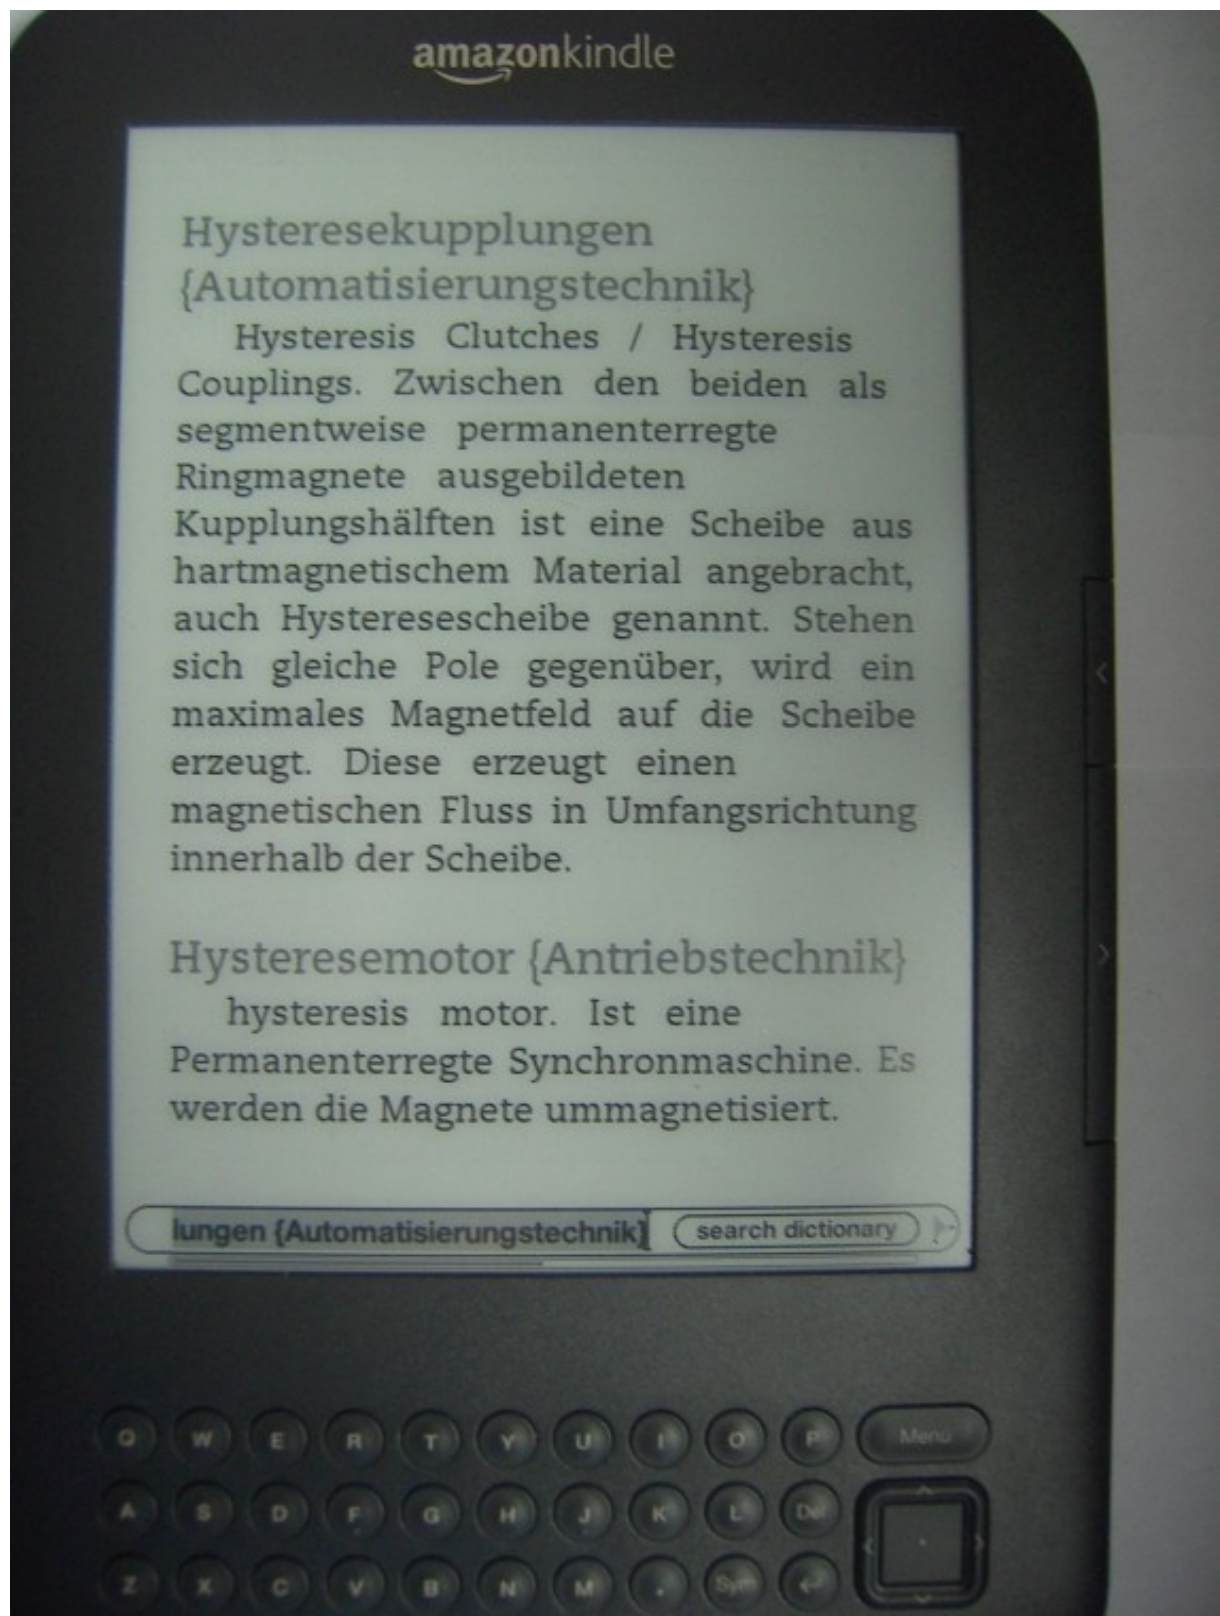 amazonkindle
Hysteresekupplungen
{Automatisierungstechnik}
Hysteresis Clutches / Hysteresis
Couplings. Zwischen den beiden als
segmentweise permanenterregte
Ringmagnete ausgebildeten
Kupplungshälften ist eine Scheibe aus
hartmagnetischem Material angebracht,
auch Hysteresescheibe genannt. Stehen
sich gleiche Pole gegenüber, wird ein
maximales Magnetfeld auf die Scheibe
erzeugt. Diese erzeugt einen
magnetischen Fluss in Umfangsrichtung
innerhalb der Scheibe.
Hysteresemotor {Antriebstechnik}
hysteresis motor. Ist eine
Permanenterregte Synchronmaschine. Es
werden die Magnete ummagnetisiert.
lungen {Automatisierungstechnik} search dictionary
Q W E R T Y U I O P Menu
A S D F G H J K L Del
Z X C V B N M . Sym